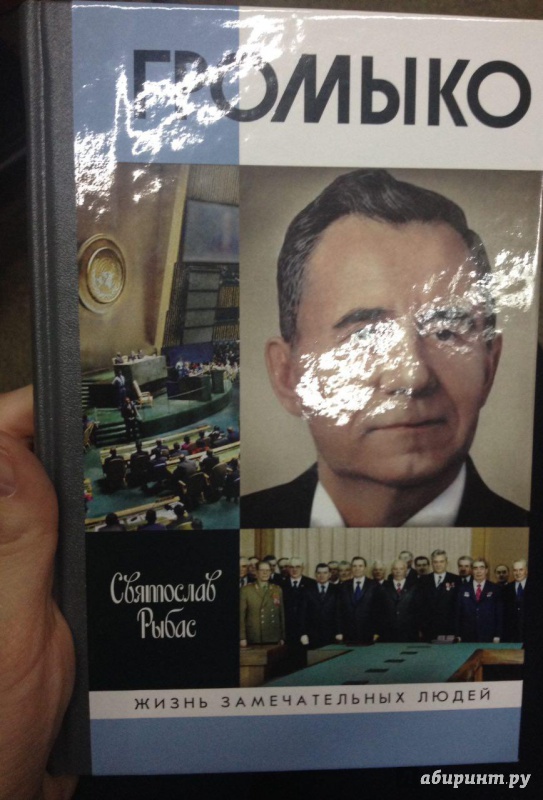 ГРОМЫКО
Святослав
Рыбас
ЖИЗНЬ ЗАМЕЧАТЕЛЬНЫХ ЛЮДЕЙ
абиринт.ру